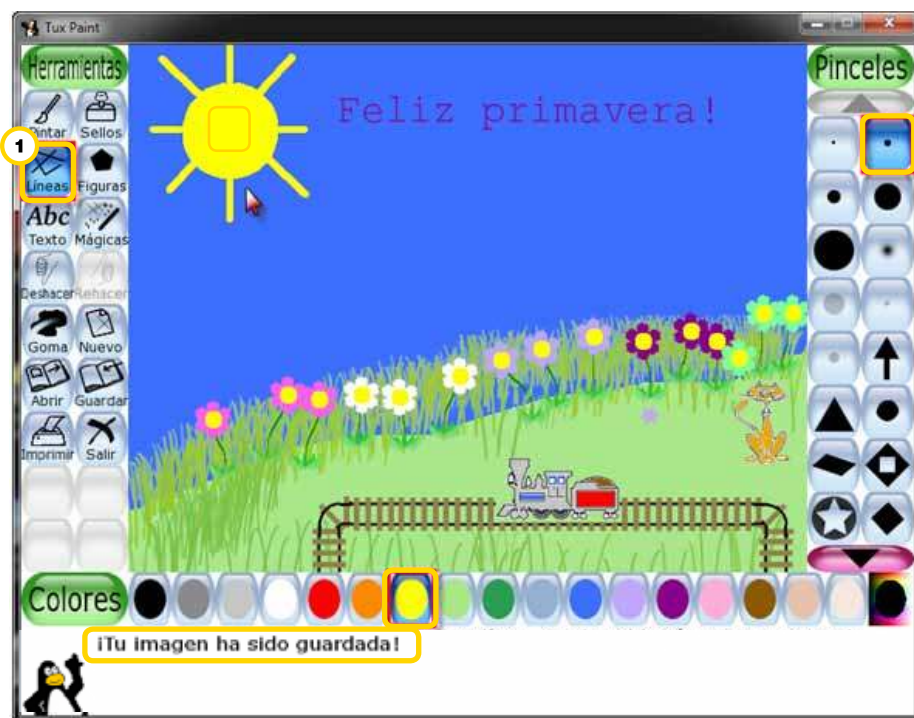 Tux Paint
Herramientas
Pinceles
Feliz primavera!
Pintar Sellos
1
Líneas Figuras
Abc
Texto Mágicas
Deshacer Rehacer
Goma Nuevo
Abrir Guardar
Imprimir Salir
Colores
¡Tu imagen ha sido guardada!